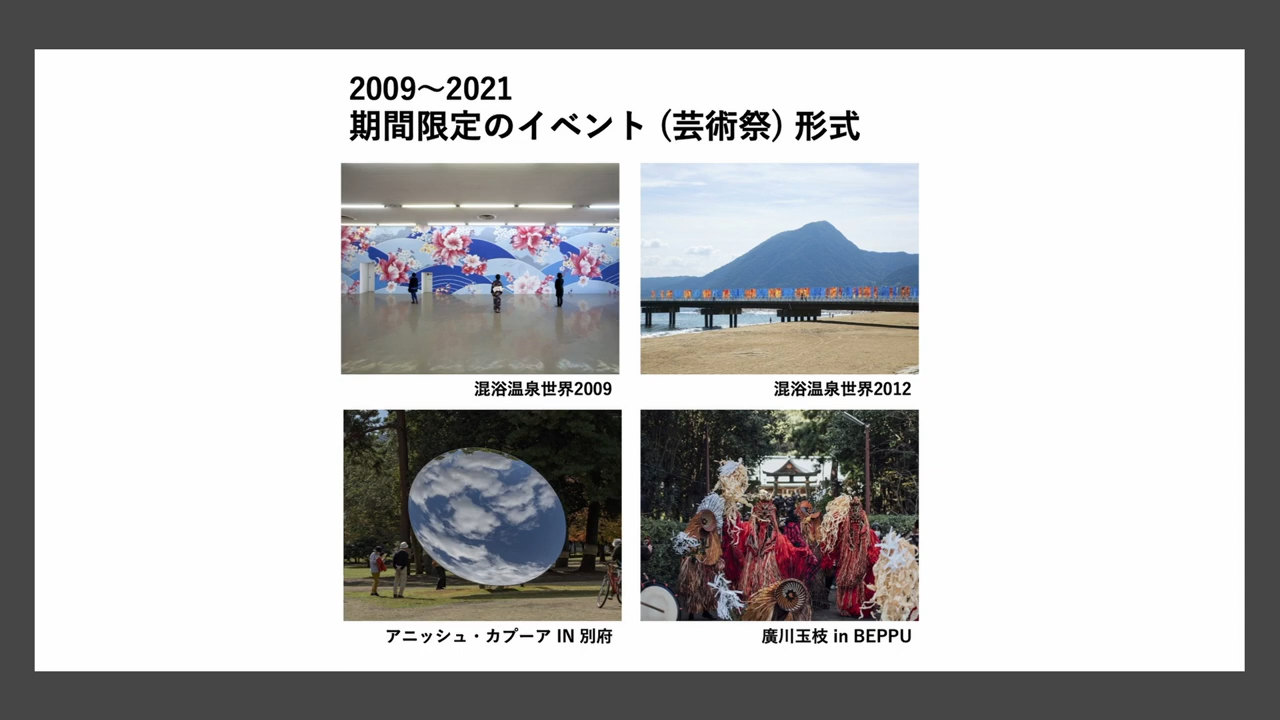 2009〜2021
期間限定のイベント（芸術祭）形式
混浴温泉世界2009
混浴温泉世界2012
アニッシュ・カプーア IN 別府
廣川玉枝 in BEPPU